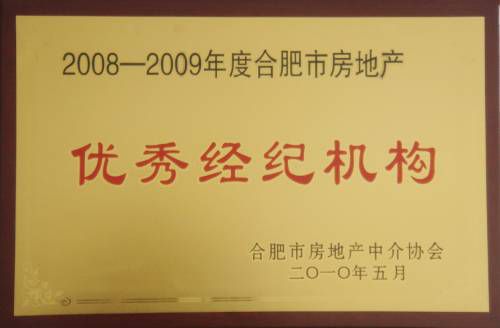 2008—2009年度合肥市房地产
优秀经纪机构
合肥市房地产中介协会
二〇一〇年五月